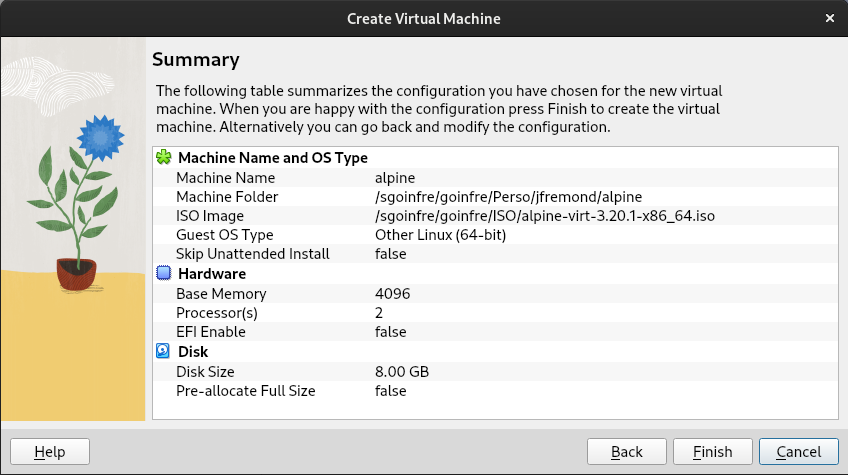 Create Virtual Machine
Summary
The following table summarizes the configuration you have chosen for the new virtual
machine. When you are happy with the configuration press Finish to create the virtual
machine. Alternatively you can go back and modify the configuration.
Machine Name and OS Type
Machine Name alpine
Machine Folder /sgoinfre/goinfre/Perso/jfremond/alpine
ISO Image /sgoinfre/goinfre/ISO/alpine-virt-3.20.1-x86_64.iso
Guest OS Type Other Linux (64-bit)
Skip Unattended Install false
Hardware
Base Memory 4096
Processor(s) 2
EFI Enable false
Disk
Disk Size 8.00 GB
Pre-allocate Full Size false
Help Back Finish Cancel